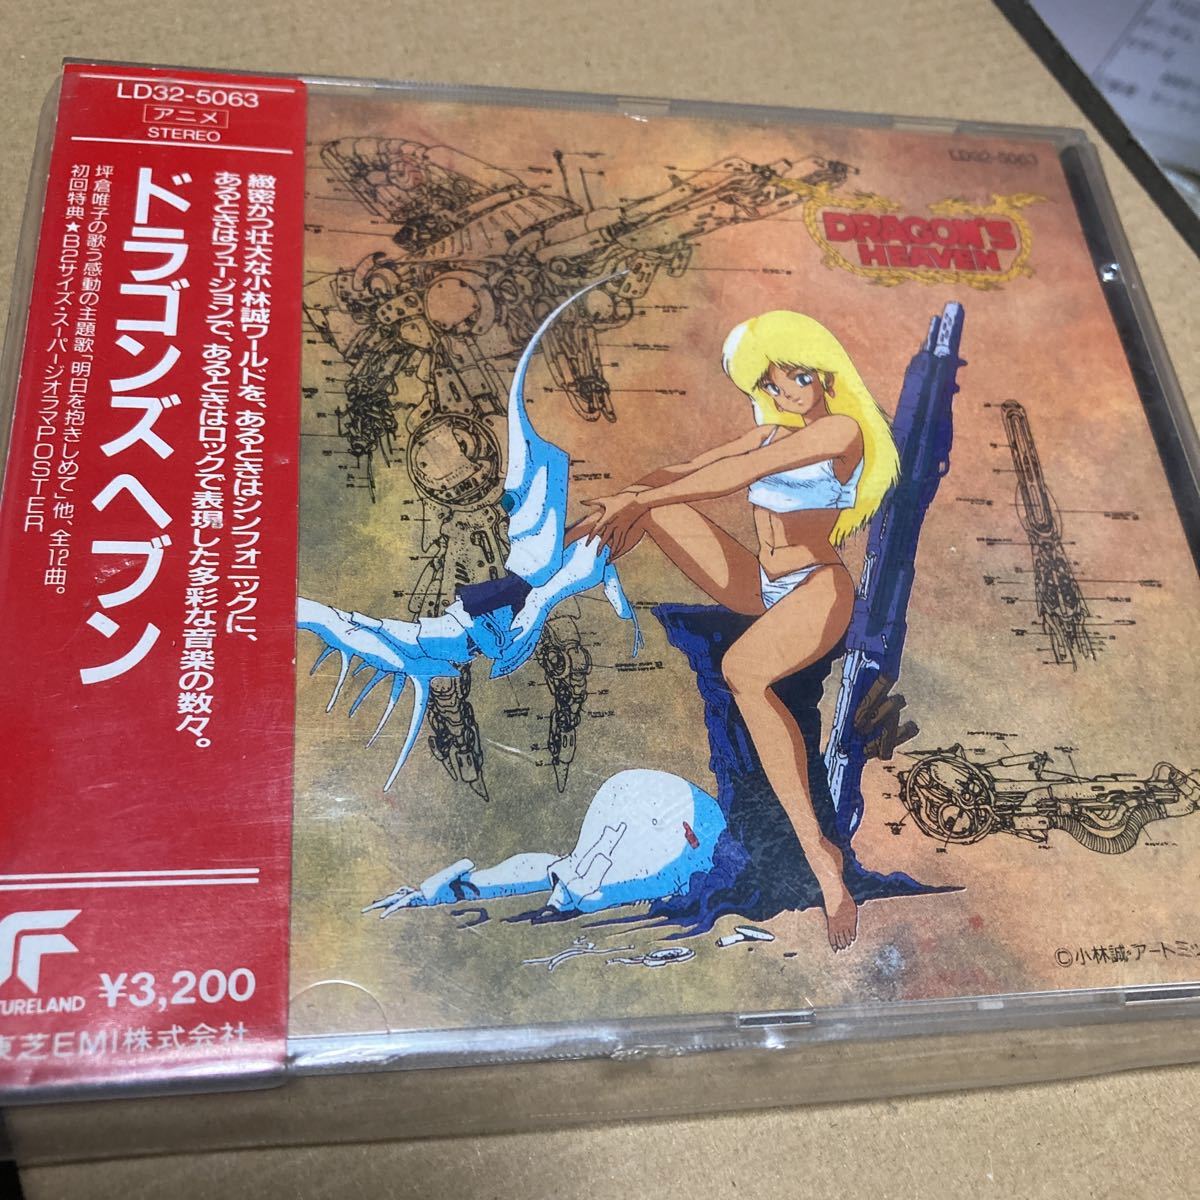 LD32-5063
アニメ
STEREO
緻密かつ壮大な小林誠ワールドを、あるときはシンフォニックに、
あるときはフュージョンで、あるときはロックで表現した多彩な音楽の数々。
ドラゴンズヘブン
坪倉唯子の歌う感動の主題歌「明日を抱きしめて」他、全12曲。
初回特典★B2サイズ・スーパージオラマPOSTER
TURELAND
¥3,200
東芝EMI株式会社
LD32-5063
DRAGON'S
HEAVEN
©小林誠・アートミッ